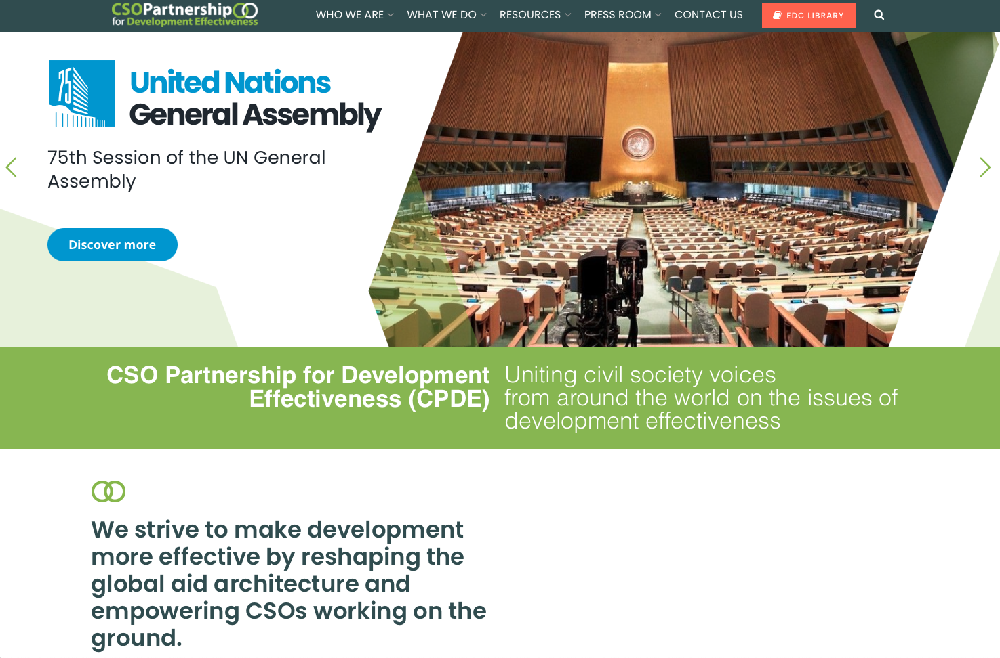 CSOPartnership
for Development Effectiveness
WHO WE ARE
WHAT WE DO
RESOURCES
PRESS ROOM
CONTACT US
EDC LIBRARY
75
United Nations
General Assembly
75th Session of the UN General
Assembly
Discover more
CSO Partnership for Development
Effectiveness (CPDE)
Uniting civil society voices
from around the world on the issues of
development effectiveness
We strive to make development
more effective by reshaping the
global aid architecture and
empowering CSOs working on the
ground.